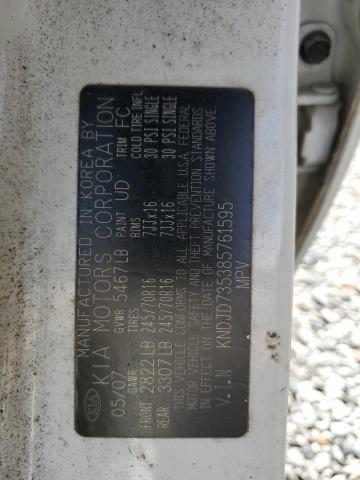 MANUFACTURED IN KOREA BY
KIA
KIA MOTORS CORPORATION
05/07 GVWR 5467LB PAINT UD TRIM FC
GAWR TIRES RIMS COLD TIRE INFL
FRONT 2822LB 245/70R16 7JJx16 30 PSI SINGLE
REAR 3307LB 245/70R16 7JJx16 30 PSI SINGLE
THIS VEHICLE CONFORMS TO ALL APPLICABLE U.S.A FEDERAL
MOTOR VEHICLE SAFETY AND THEFT PREVENTION STANDARDS
IN EFFECT ON THE DATE OF MANUFACTURE SHOWN ABOVE.
V.I.N KNDJD735385761595
MPV